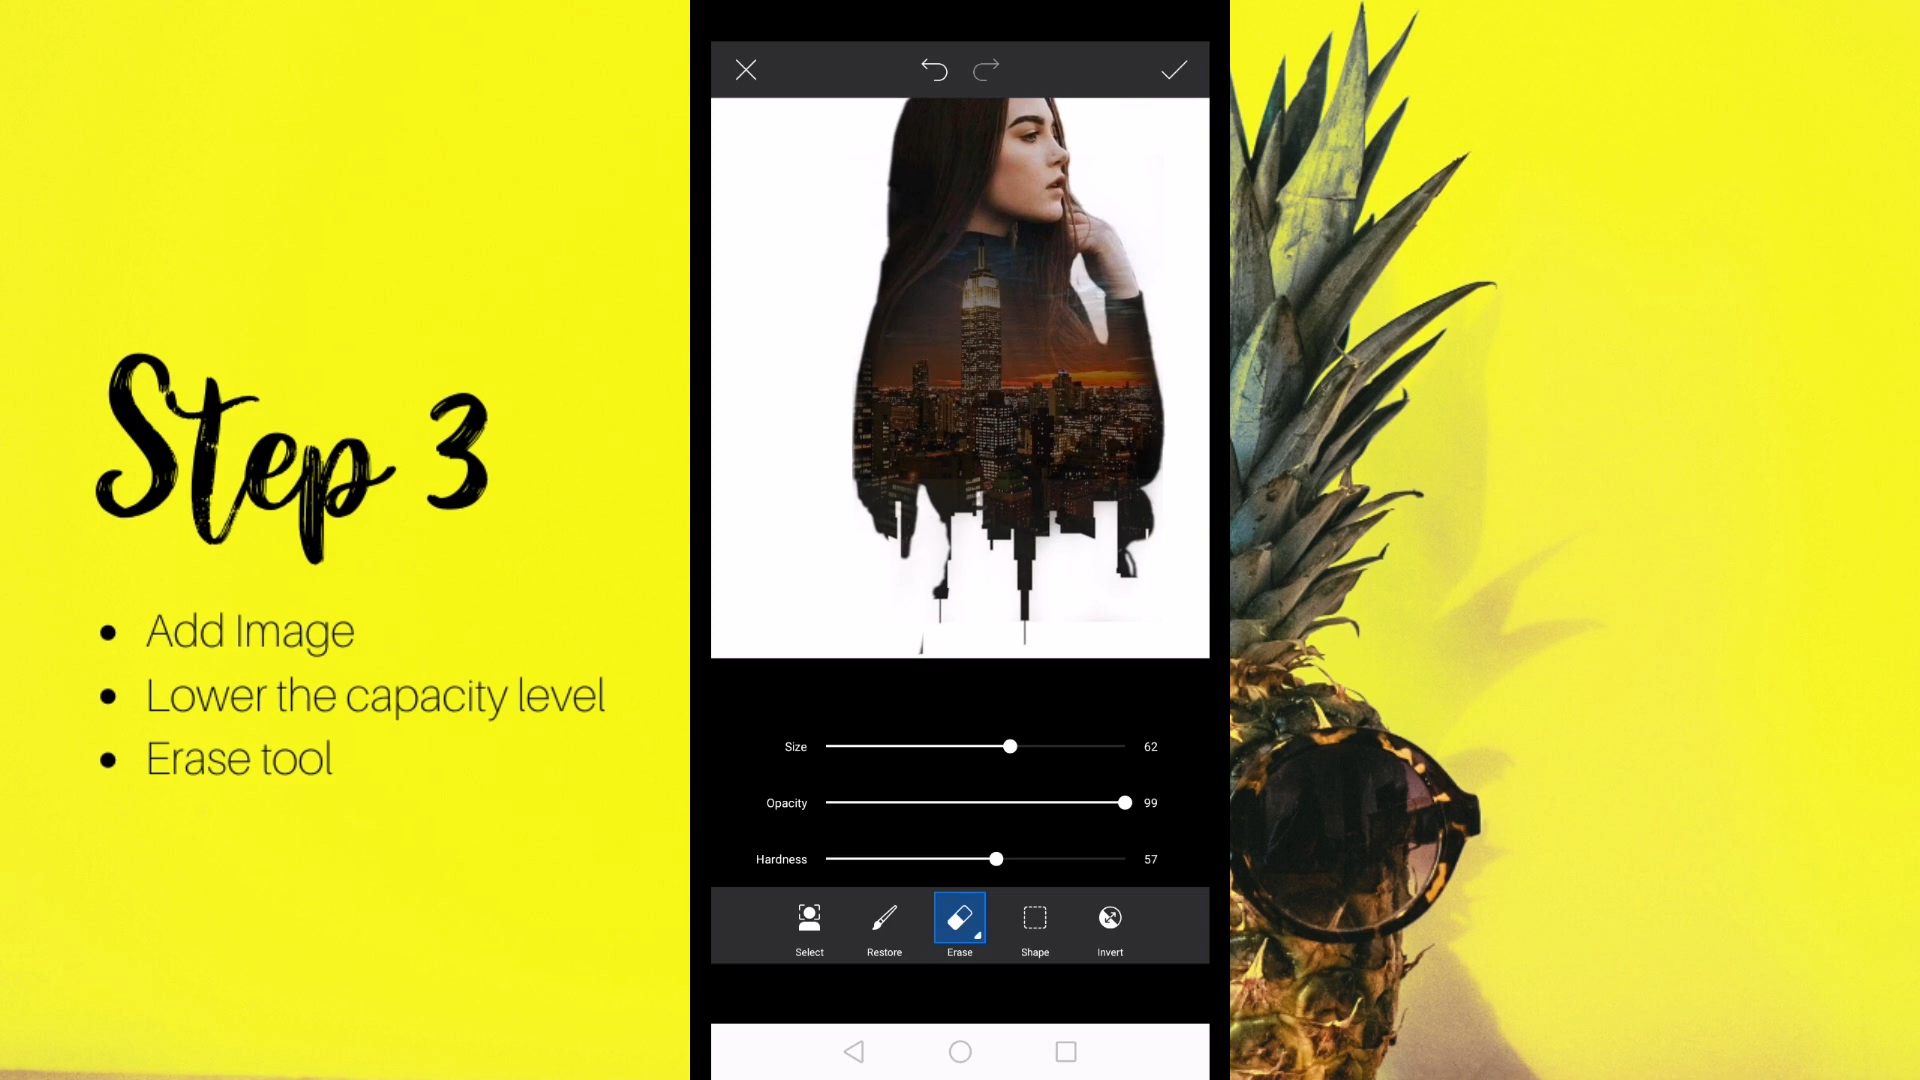 Step 3
• Add Image
• Lower the capacity level
• Erase tool
Size 62
Opacity 99
Hardness 57
Select Restore Erase Shape Invert